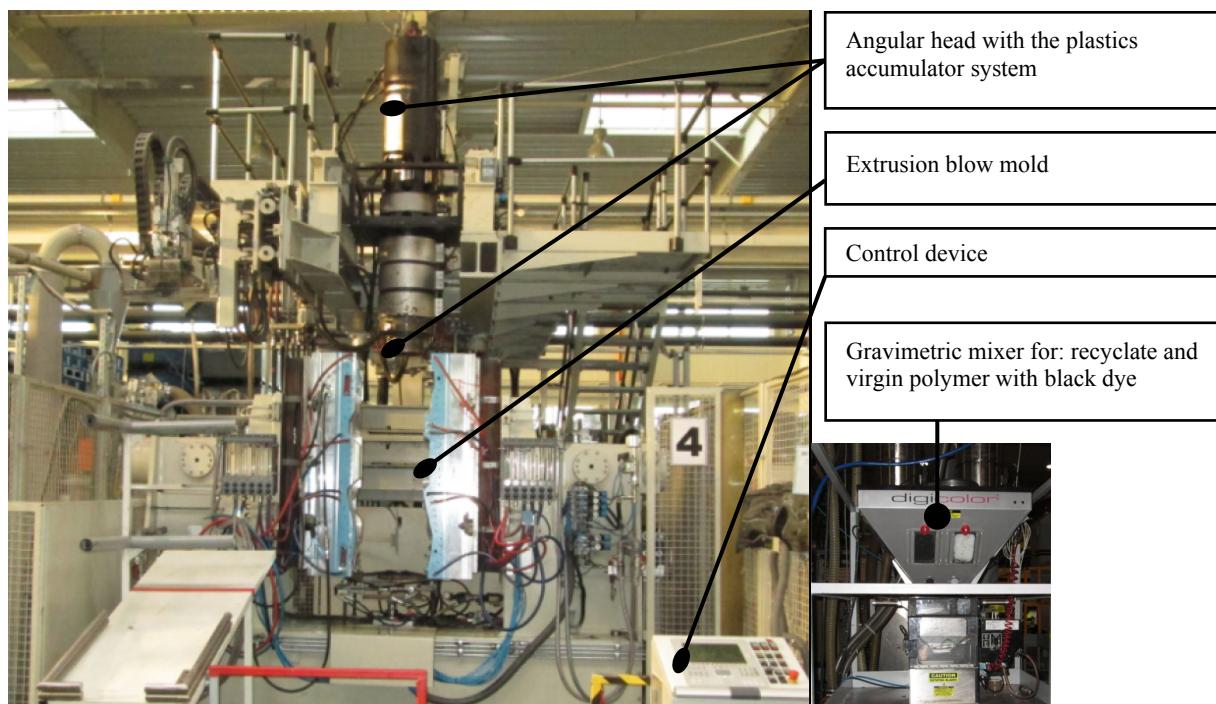 Angular head with the plastics
accumulator system
Extrusion blow mold
Control device
Gravimetric mixer for: recyclate and
virgin polymer with black dye
4
digicolor
HM
CAUTION